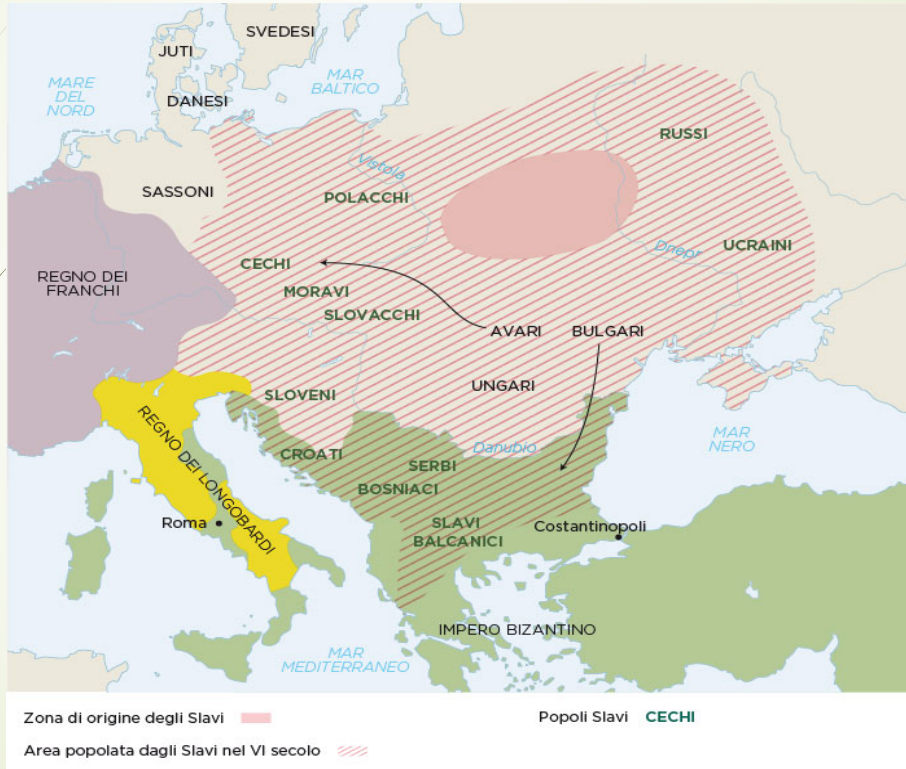 SVEDESI
JUTI
MAR
BALTICO
MARE
DEL
NORD
DANESI
RUSSI
Vistola
SASSONI
POLACCHI
UCRAINI
Dniepr
CECHI
REGNO DEI
FRANCHI
MORAVI
SLOVACCHI
AVARI
BULGARI
UNGARI
SLOVENI
MAR
NERO
REGNO DEI LONGOBARDI
CROATI
Danubio
SERBI
BOSNIACI
Roma
SLAVI
BALCANICI
Costantinopoli
IMPERO BIZANTINO
MAR
MEDITERRANEO
Zona di origine degli Slavi
Popoli Slavi CECHI
Area popolata dagli Slavi nel VI secolo